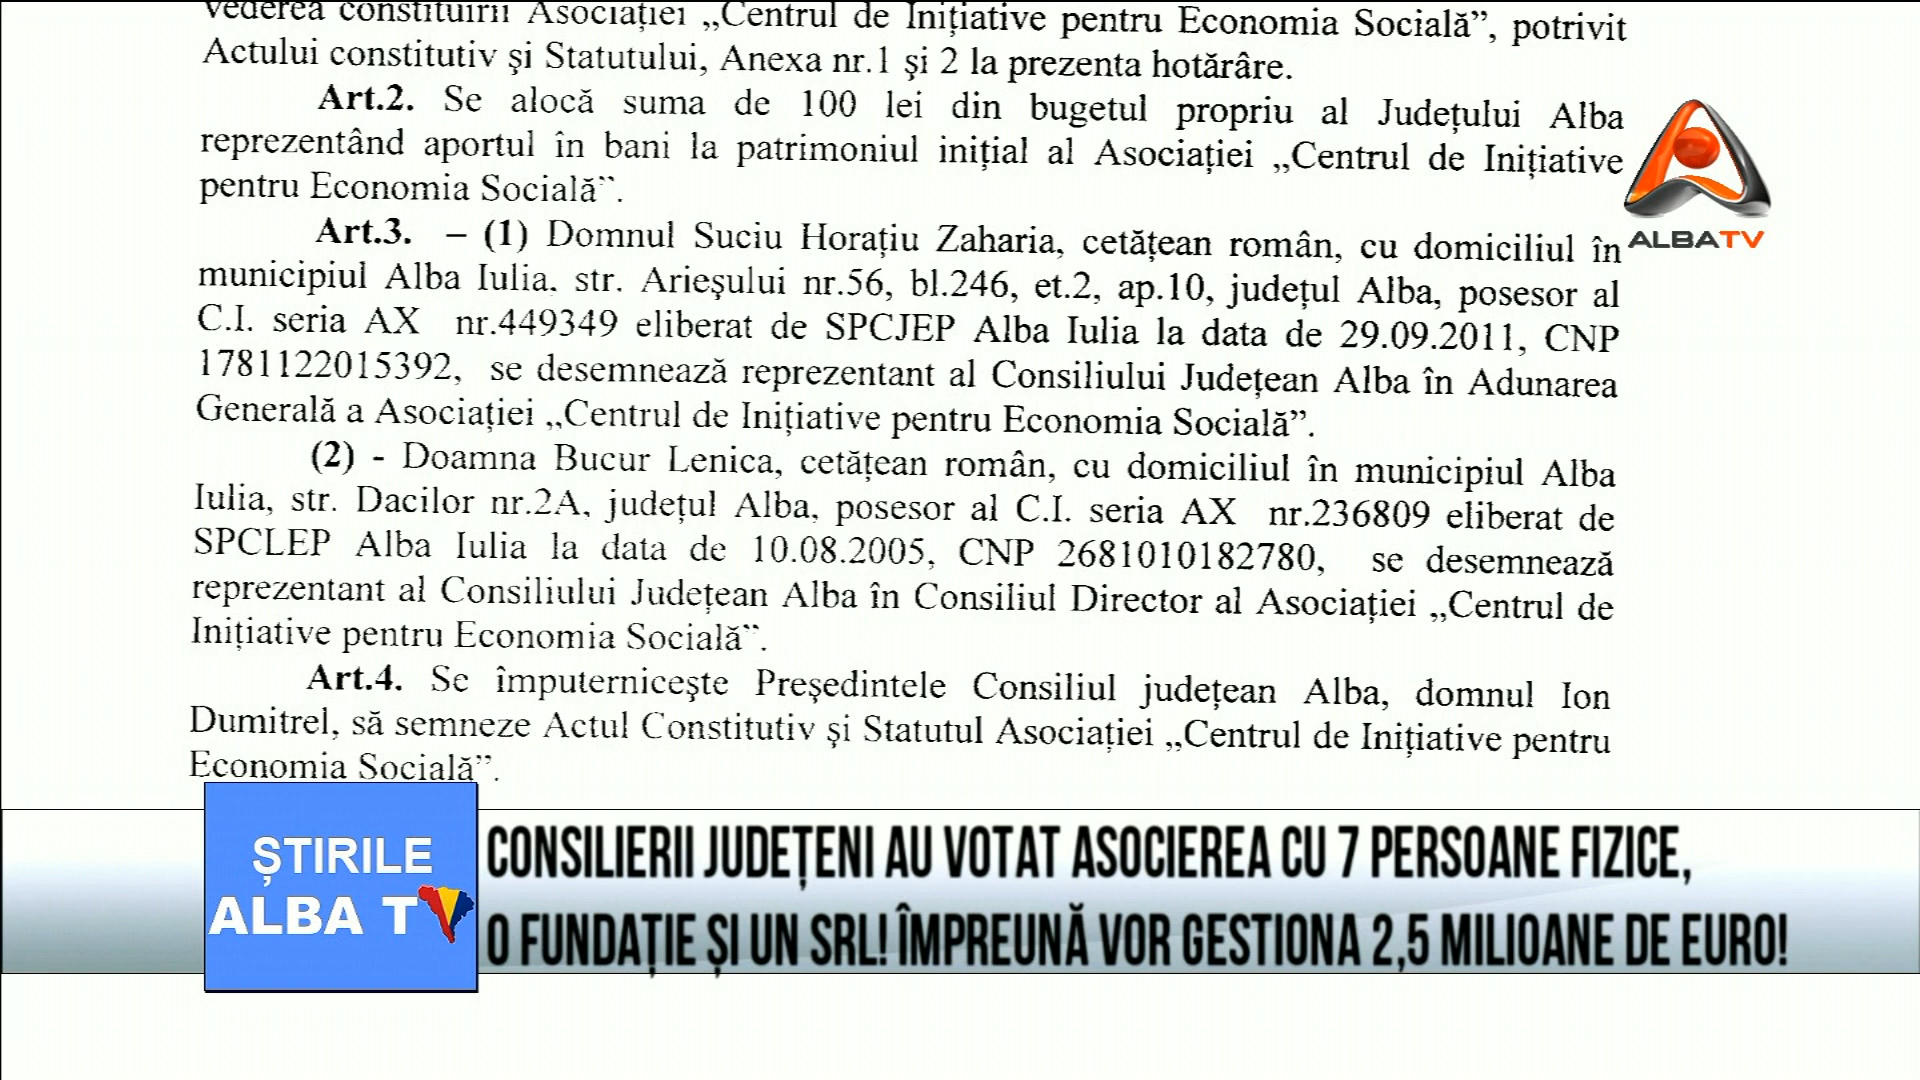 vederea constituirii Asociației „Centrul de Inițiative pentru Economia Socială”, potrivit
Actului constitutiv şi Statutului, Anexa nr.1 şi 2 la prezenta hotărâre.
Art.2. Se alocă suma de 100 lei din bugetul propriu al Județului Alba
reprezentând aportul în bani la patrimoniul inițial al Asociației „Centrul de Inițiative
pentru Economia Socială”.
Art.3. – (1) Domnul Suciu Horațiu Zaharia, cetățean român, cu domiciliul în
municipiul Alba Iulia, str. Arieşului nr.56, bl.246, et.2, ap.10, județul Alba, posesor al
C.I. seria AX nr.449349 eliberat de SPCJEP Alba Iulia la data de 29.09.2011, CNP
1781122015392, se desemnează reprezentant al Consiliului Județean Alba în Adunarea
Generală a Asociației „Centrul de Inițiative pentru Economia Socială”.
(2) - Doamna Bucur Lenica, cetățean român, cu domiciliul în municipiul Alba
Iulia, str. Dacilor nr.2A, județul Alba, posesor al C.I. seria AX nr.236809 eliberat de
SPCLEP Alba Iulia la data de 10.08.2005, CNP 2681010182780, se desemnează
reprezentant al Consiliului Județean Alba în Consiliul Director al Asociației „Centrul de
Inițiative pentru Economia Socială”.
Art.4. Se împuterniceşte Preşedintele Consiliul județean Alba, domnul Ion
Dumitrel, să semneze Actul Constitutiv şi Statutul Asociației „Centrul de Inițiative pentru
Economia Socială”.
ALBATV
ȘTIRILE
ALBA TV
CONSILIERII JUDEȚENI AU VOTAT ASOCIEREA CU 7 PERSOANE FIZICE,
O FUNDAȚIE ȘI UN SRL! ÎMPREUNĂ VOR GESTIONA 2,5 MILIOANE DE EURO!